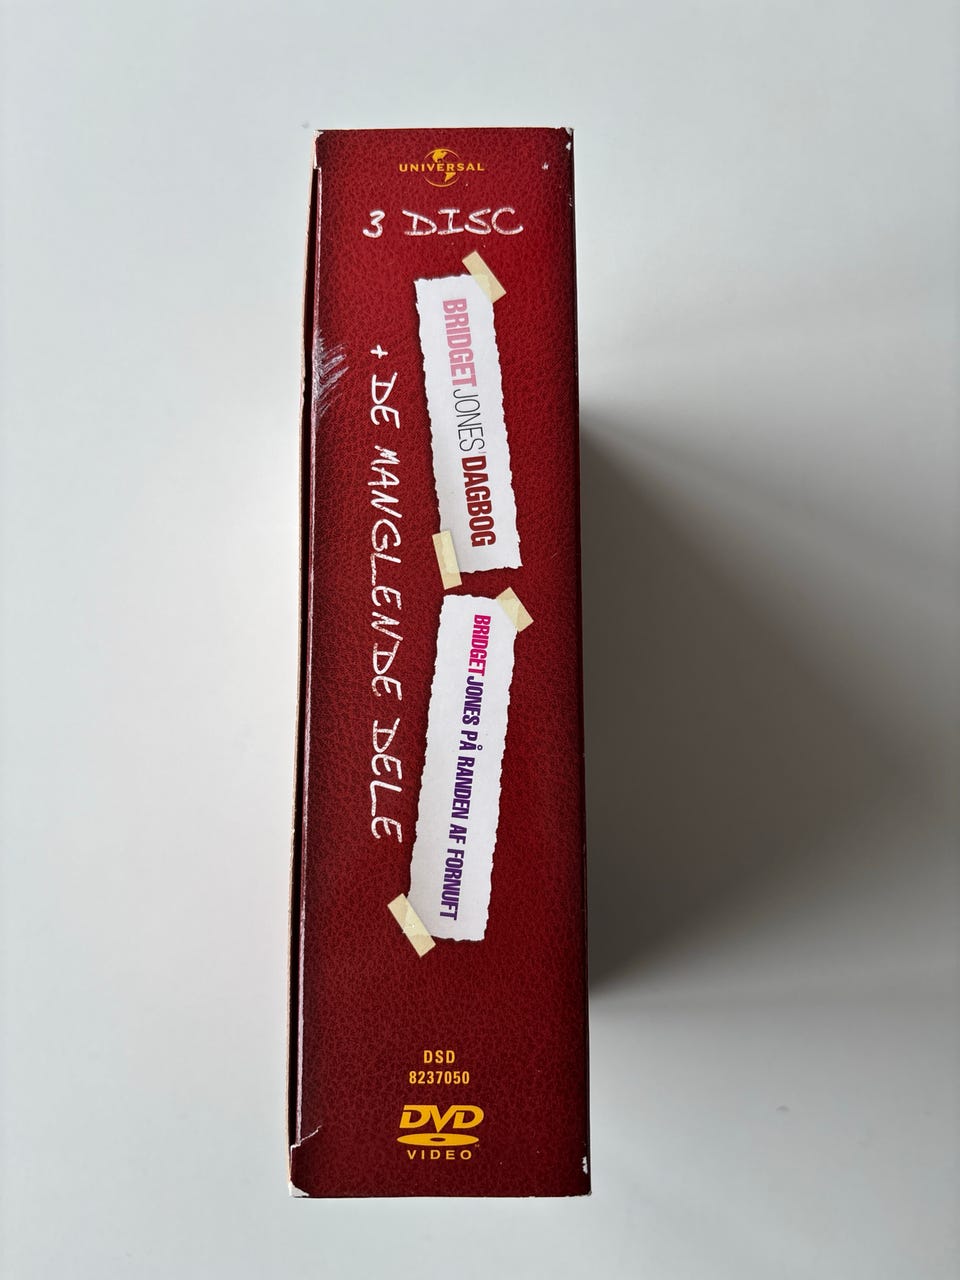 UNIVERSAL
3 DISC
BRIDGET JONES' DAGBOG
BRIDGET JONES PÅ RANDEN AF FORNUFT
+ DE MANGLENDE DELE
DSD
8237050
DVD
VIDEO